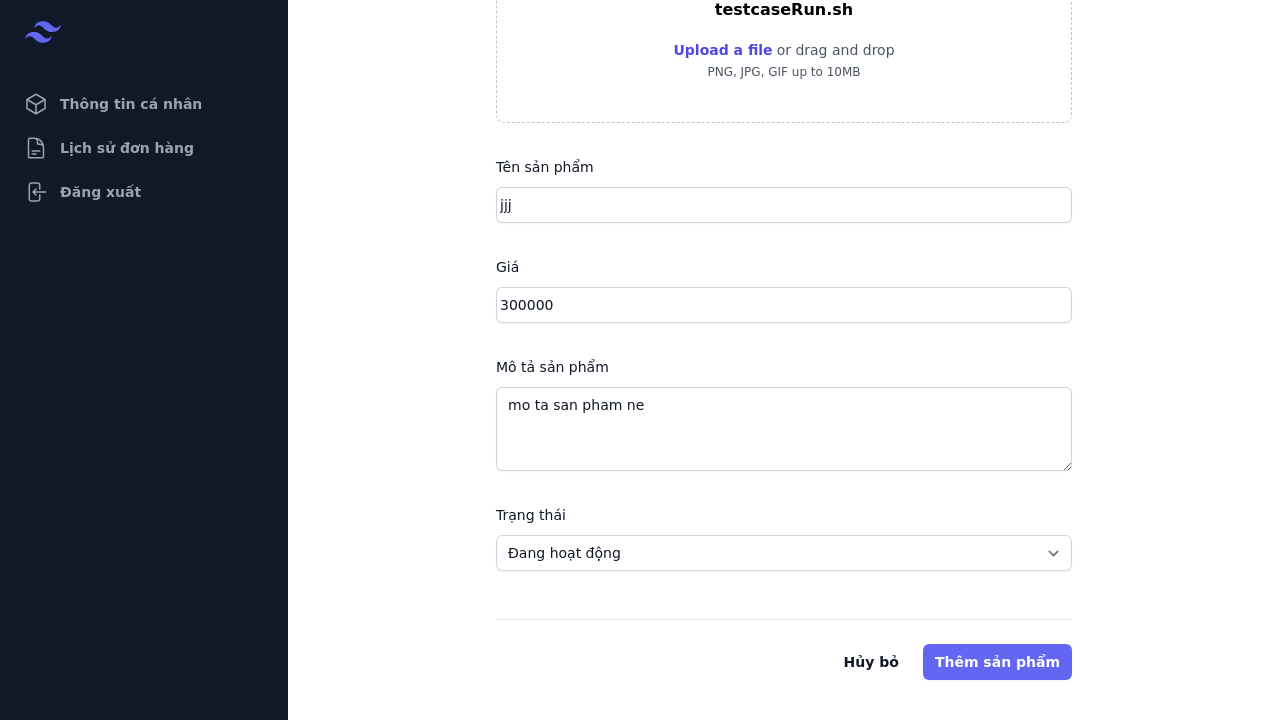 Thông tin cá nhân
Lịch sử đơn hàng
Đăng xuất
testcaseRun.sh
Upload a file or drag and drop
PNG, JPG, GIF up to 10MB
Tên sản phẩm
jjj
Giá
300000
Mô tả sản phẩm
mo ta san pham ne
Trạng thái
Đang hoạt động
Hủy bỏ
Thêm sản phẩm